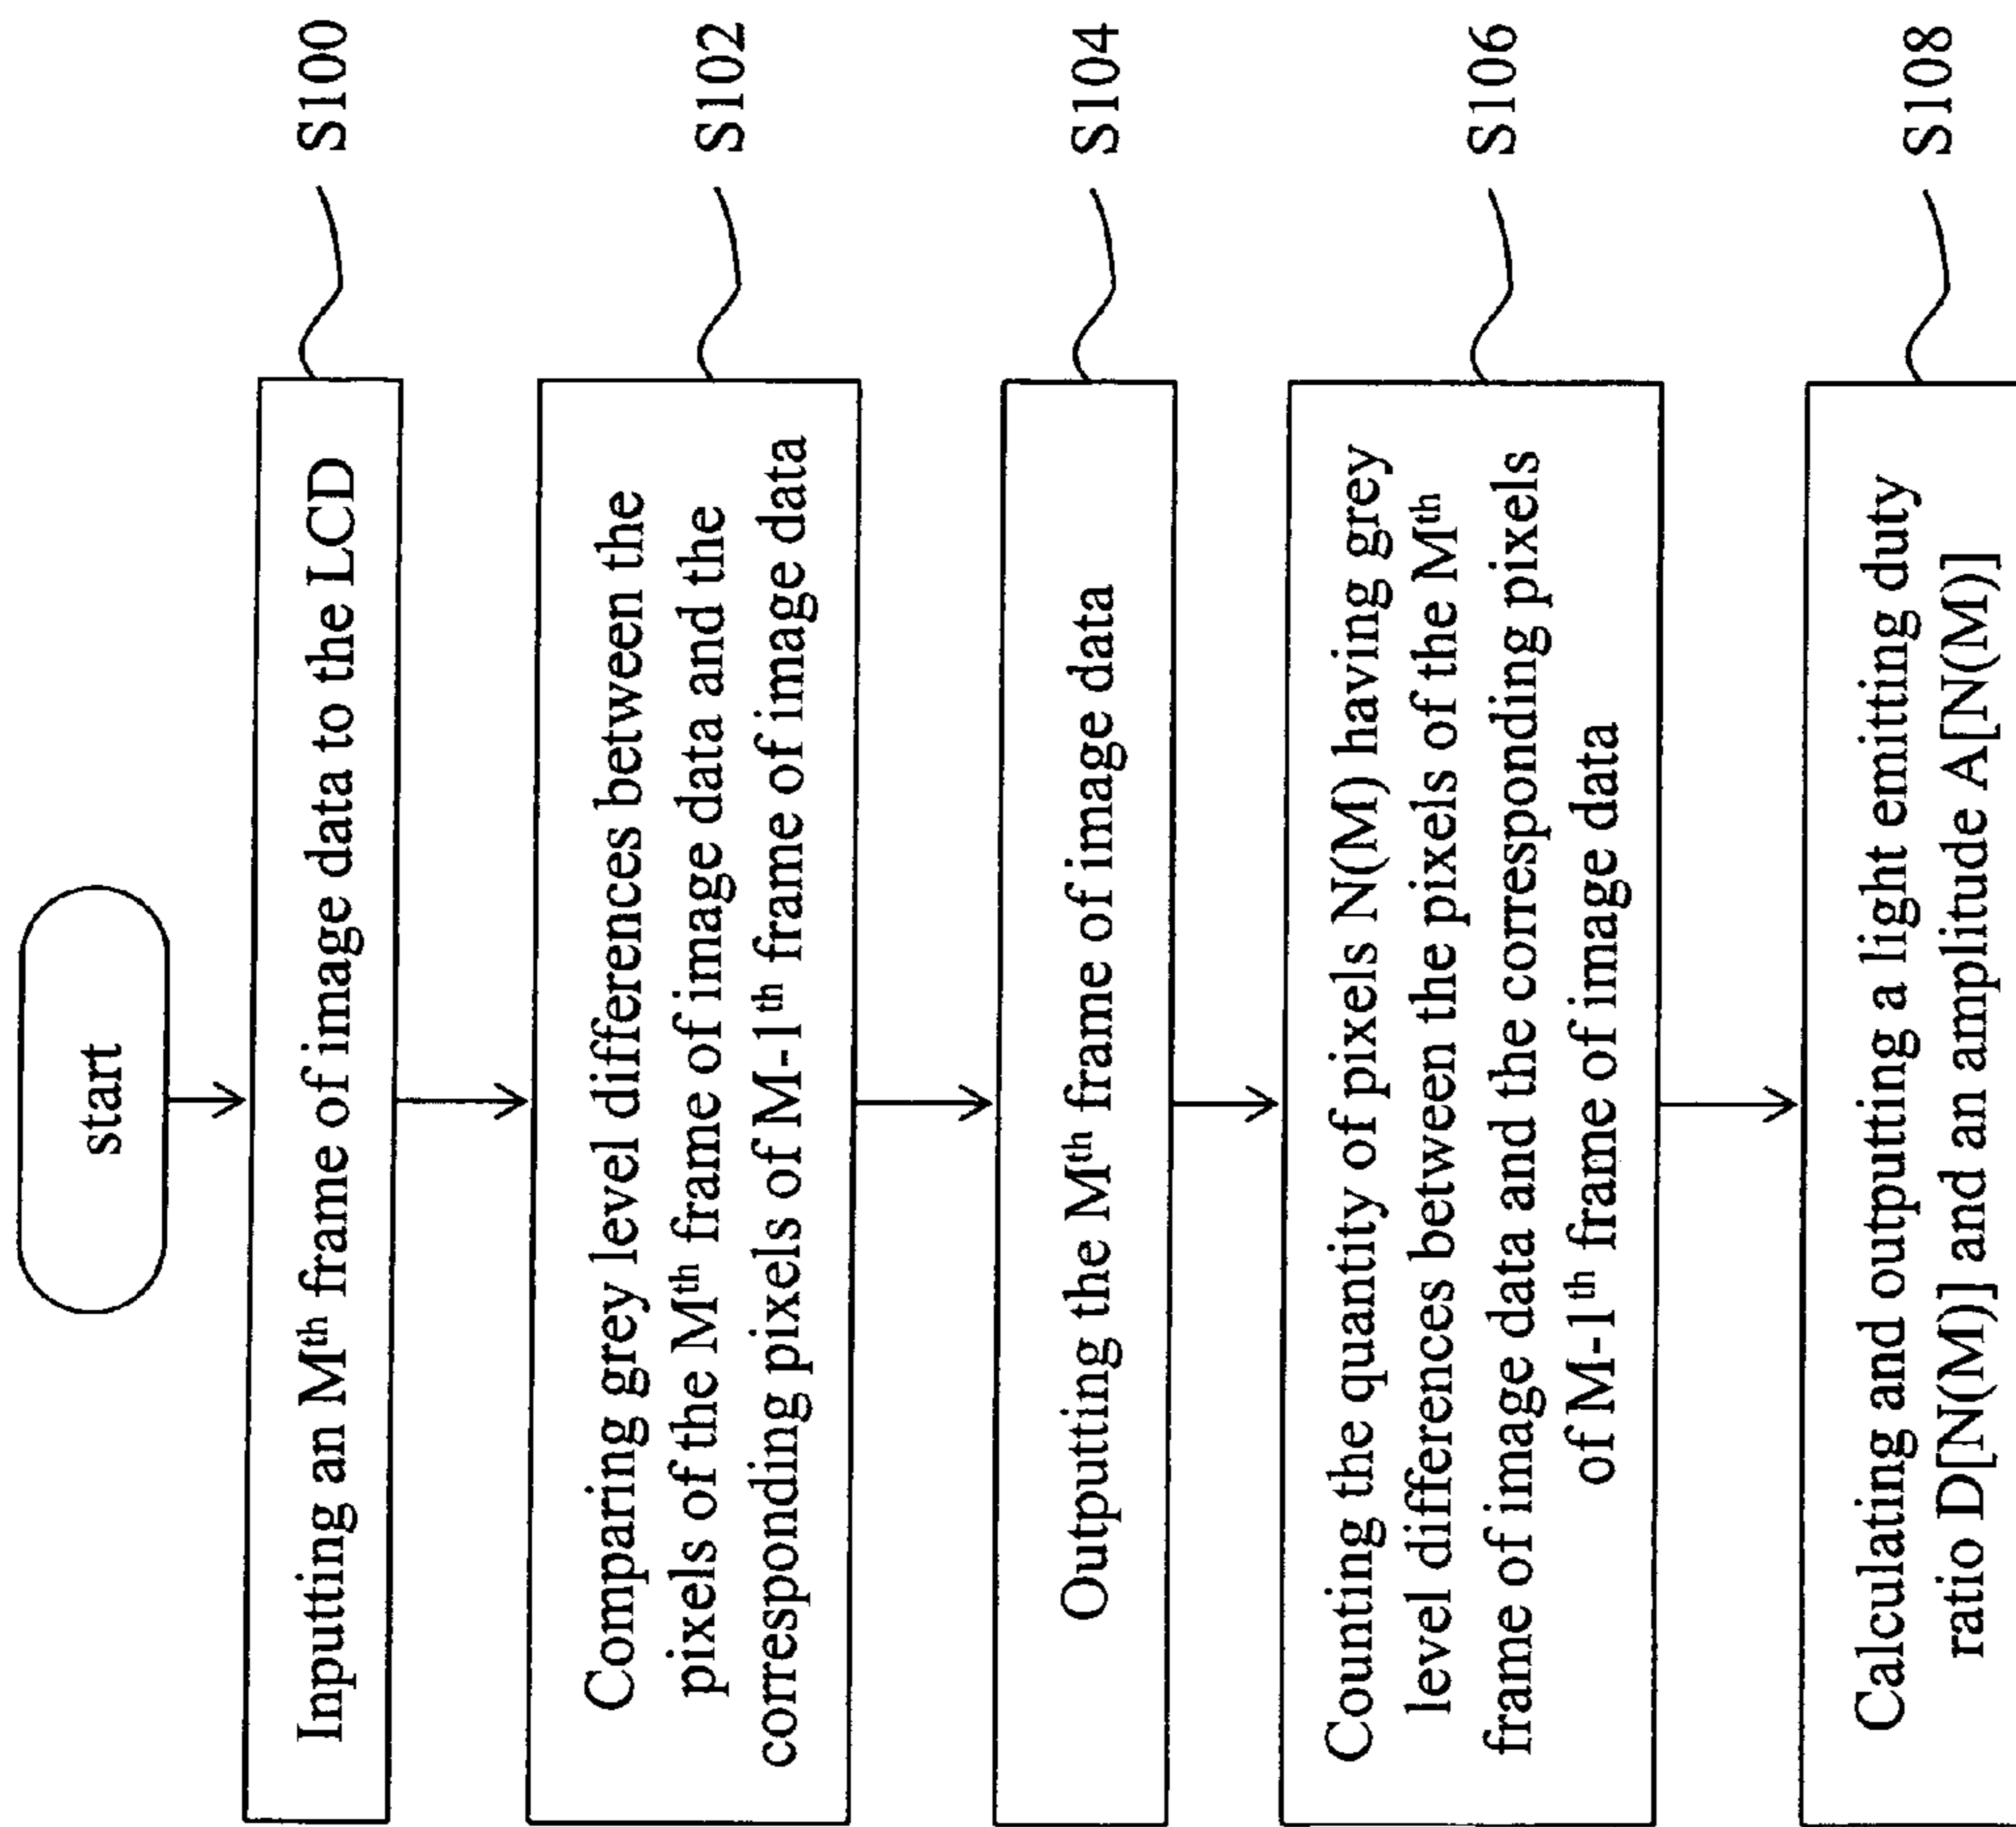 start
Inputting an Mth frame of image data to the LCD
S100
Comparing grey level differences between the
pixels of the Mth frame of image data and the
corresponding pixels of M-1th frame of image data
S102
Outputting the Mth frame of image data
S104
Counting the quantity of pixels N(M) having grey
level differences between the pixels of the Mth
frame of image data and the corresponding pixels
of M-1th frame of image data
S106
Calculating and outputting a light emitting duty
ratio D[N(M)] and an amplitude A[N(M)]
S108